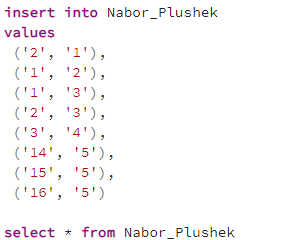 insert into Nabor_Plushek
values
('2', '1'),
('1', '2'),
('1', '3'),
('2', '3'),
('3', '4'),
('14', '5'),
('15', '5'),
('16', '5')
select * from Nabor_Plushek